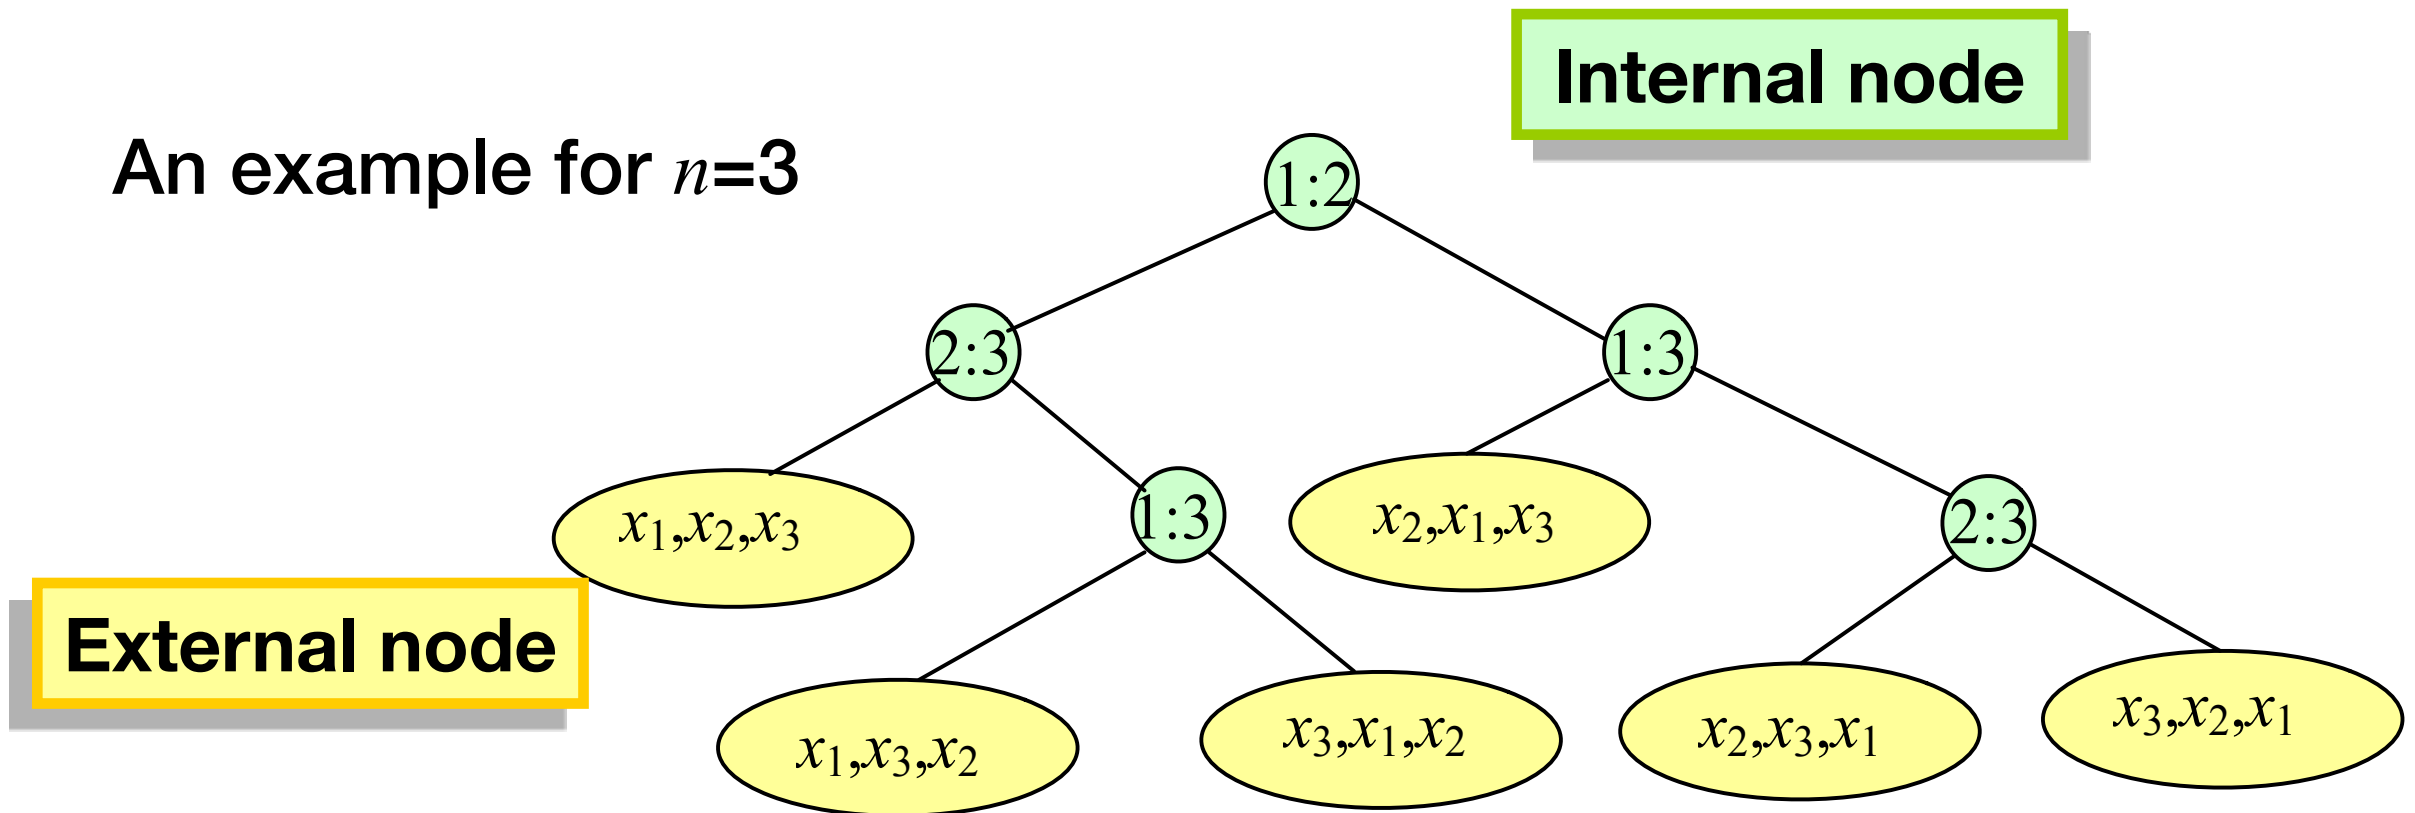 Internal node
An example for n=3
1:2
2:3
1:3
x1,x2,x3
1:3
x2,x1,x3
2:3
External node
x1,x3,x2
x3,x1,x2
x2,x3,x1
x3,x2,x1